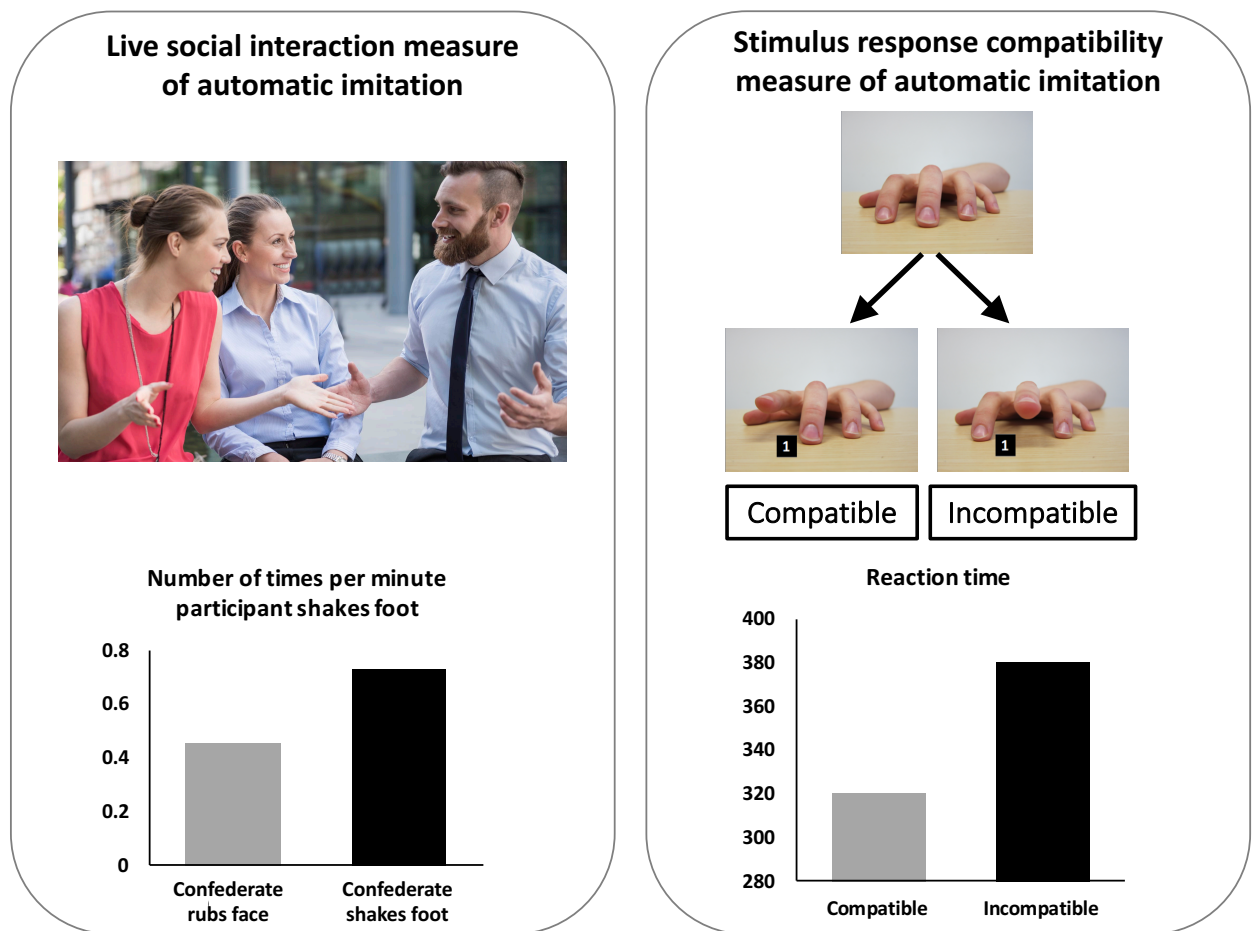 Live social interaction measure
of automatic imitation
Number of times per minute
participant shakes foot
0.8
0.6
0.4
0.2
0
Confederate
rubs face
Confederate
shakes foot
Stimulus response compatibility
measure of automatic imitation
1
1
Compatible
Incompatible
Reaction time
400
380
360
340
320
300
280
Compatible
Incompatible